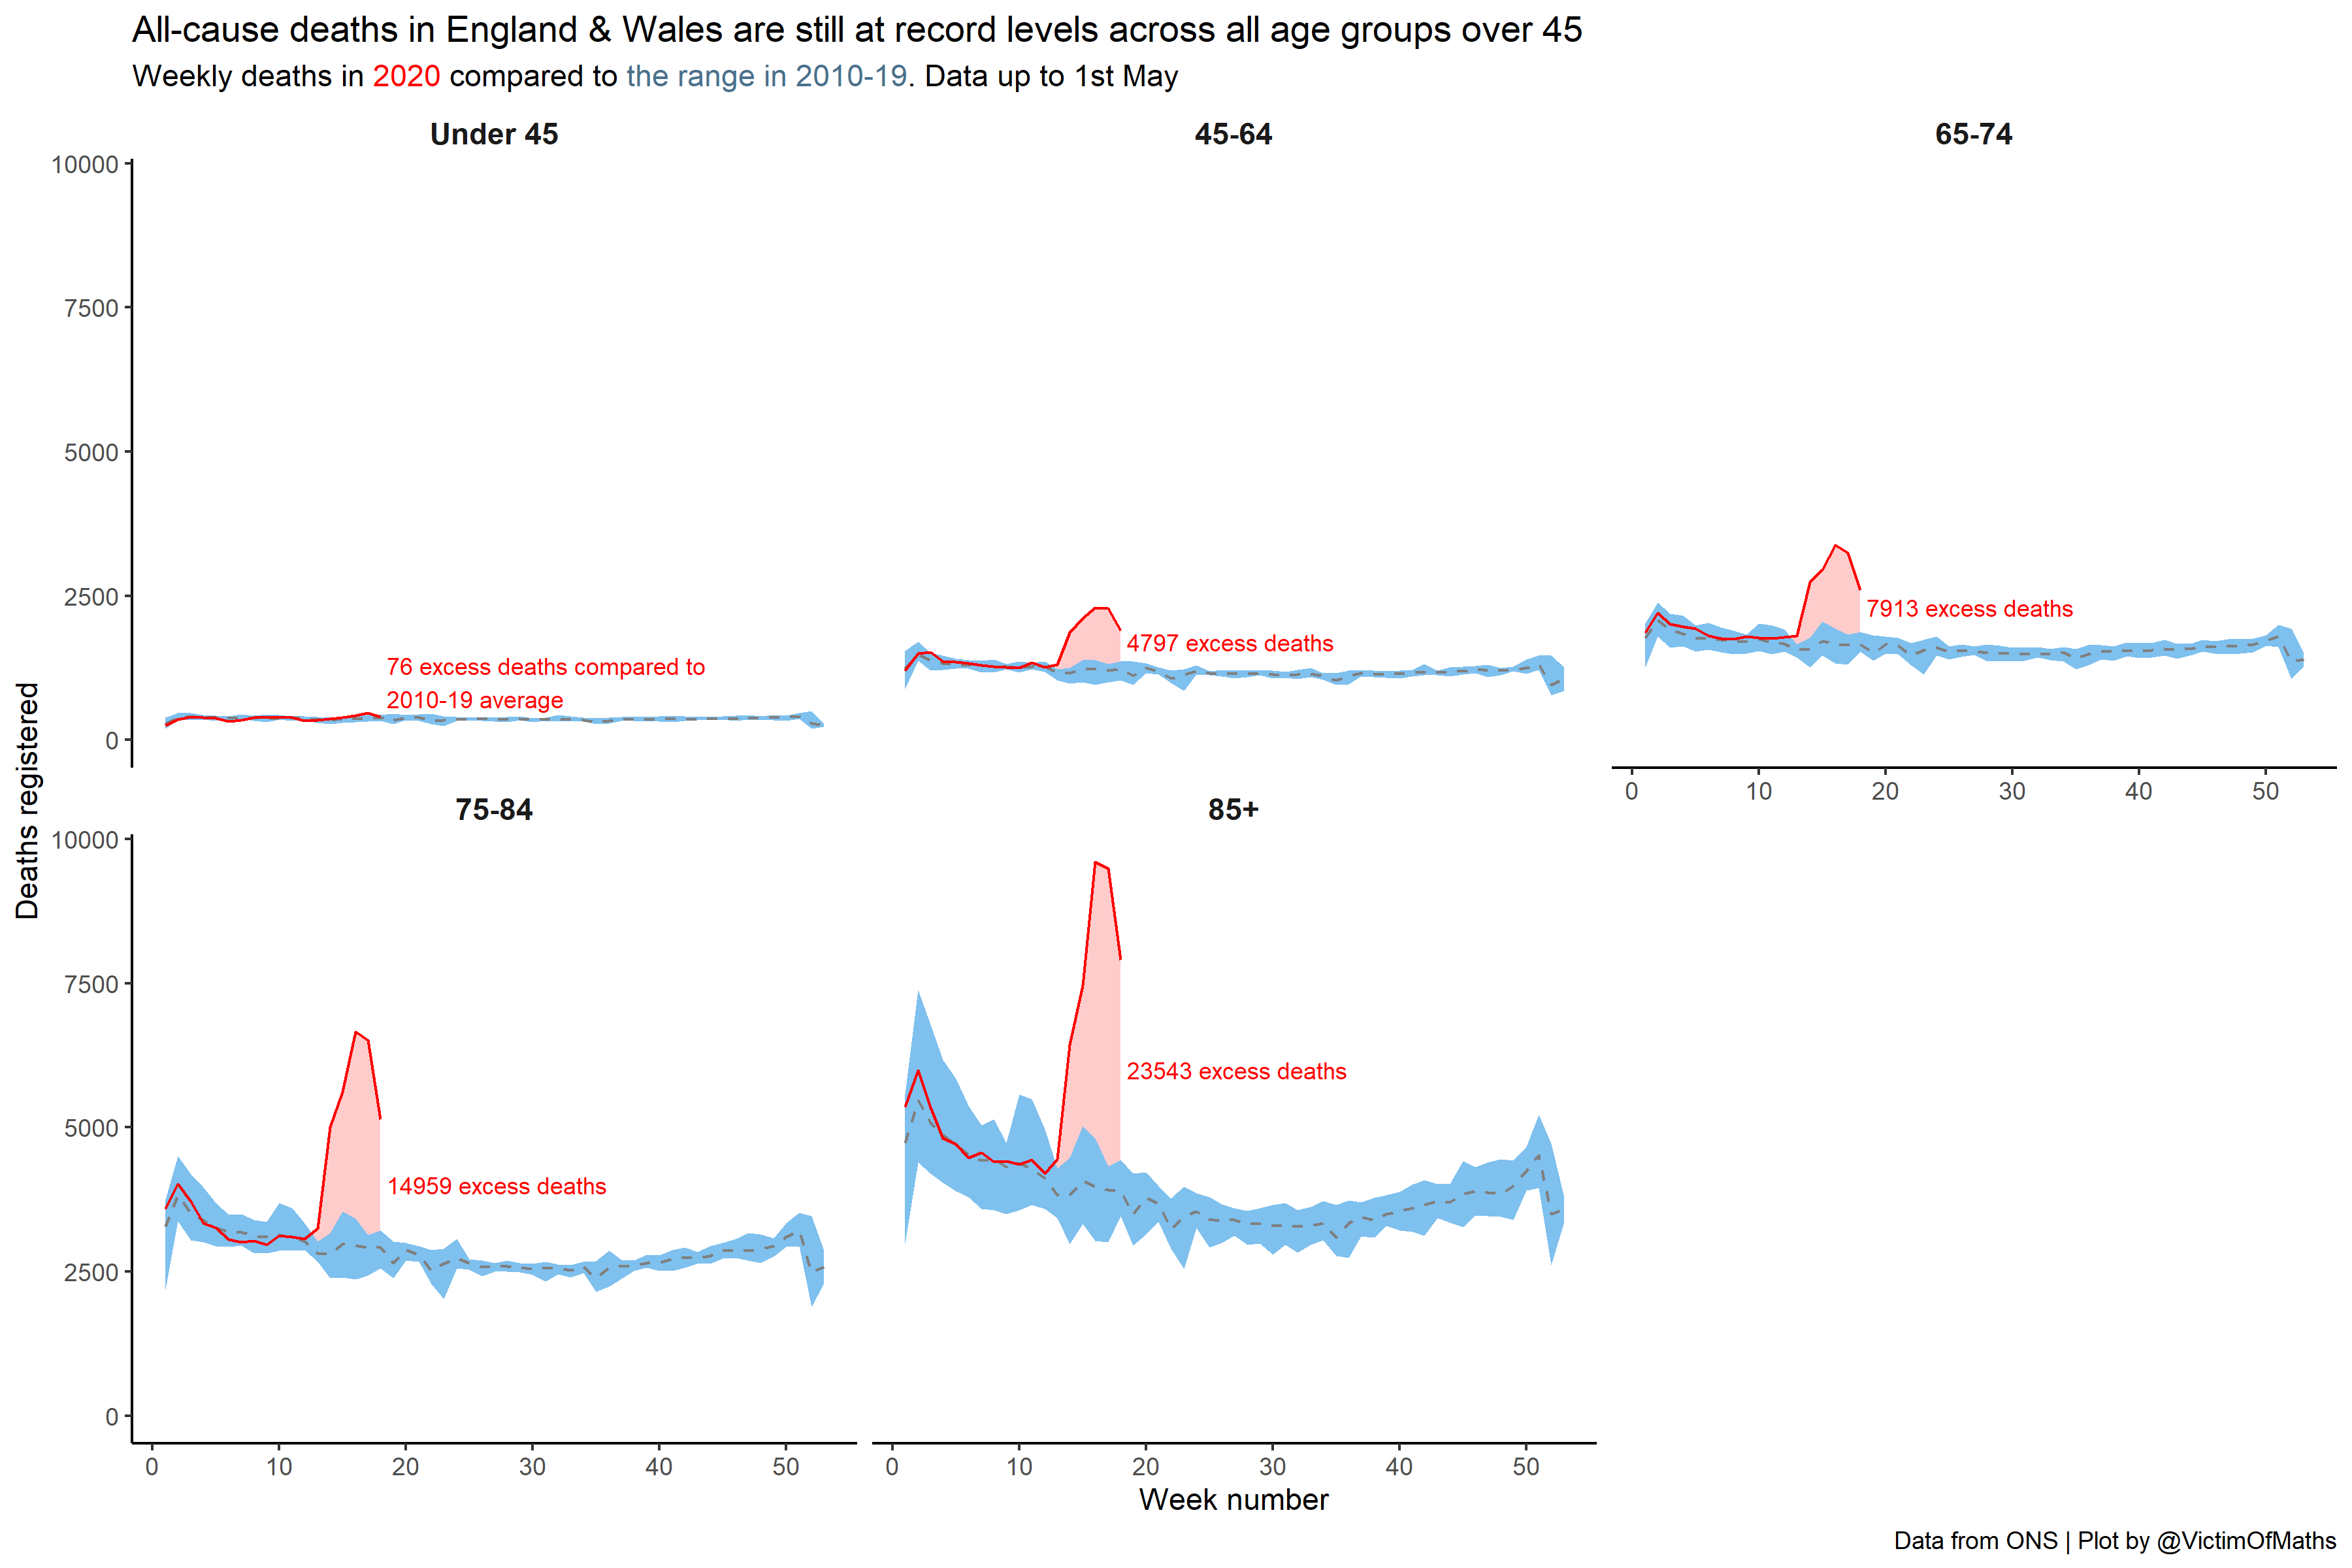 All-cause deaths in England & Wales are still at record levels across all age groups over 45
Weekly deaths in 2020 compared to the range in 2010-19. Data up to 1st May
Under 45
45-64
65-74
10000
7500
5000
2500
0
76 excess deaths compared to
2010-19 average
4797 excess deaths
7913 excess deaths
0 10 20 30 40 50
Deaths registered
75-84
85+
10000
7500
5000
2500
0
14959 excess deaths
23543 excess deaths
0 10 20 30 40 50
0 10 20 30 40 50
Week number
Data from ONS | Plot by @VictimOfMaths